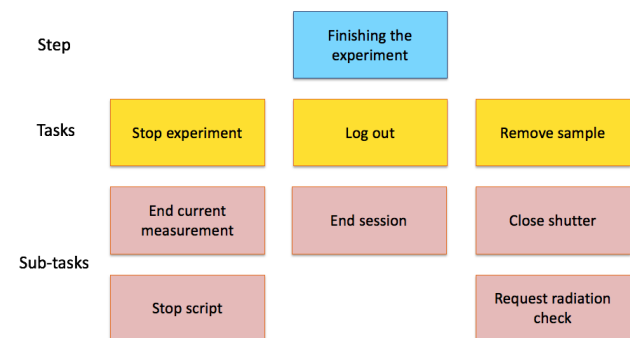 Step
Finishing the
experiment
Tasks
Stop experiment
Log out
Remove sample
Sub-tasks
End current
measurement
End session
Close shutter
Stop script
Request radiation
check